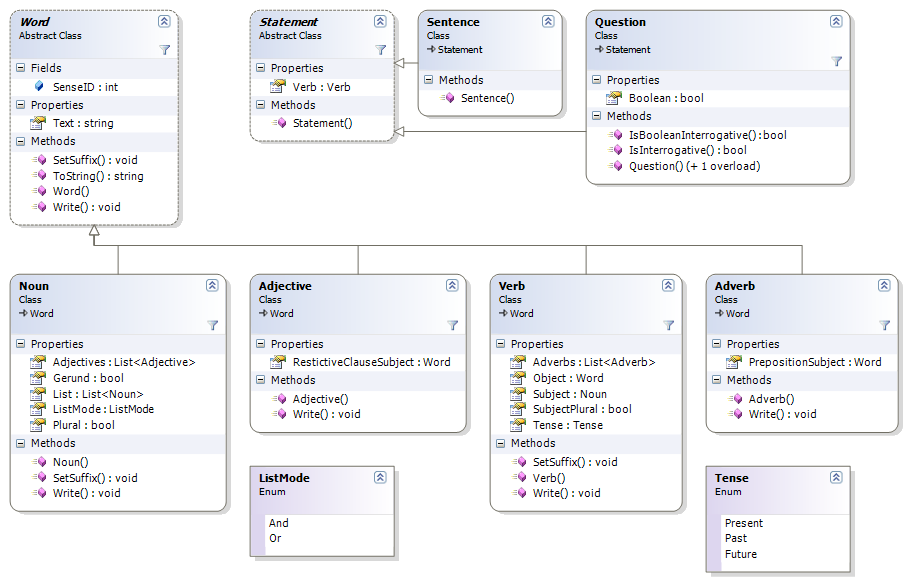 Word
Abstract Class
Fields
SenseID : int
Properties
Text : string
Methods
SetSuffix() : void
ToString() : string
Word()
Write() : void
Statement
Abstract Class
Properties
Verb : Verb
Methods
Statement()
Sentence
Class
Statement
Methods
Sentence()
Question
Class
Statement
Properties
Boolean : bool
Methods
IsBooleanInterrogative() : bool
IsInterrogative() : bool
Question() (+ 1 overload)
Noun
Class
Word
Properties
Adjectives : List<Adjective>
Gerund : bool
List : List<Noun>
ListMode : ListMode
Plural : bool
Methods
Noun()
SetSuffix() : void
Write() : void
Adjective
Class
Word
Properties
RestictiveClauseSubject : Word
Methods
Adjective()
Write() : void
Verb
Class
Word
Properties
Adverbs : List<Adverb>
Object : Word
Subject : Noun
SubjectPlural : bool
Tense : Tense
Methods
SetSuffix() : void
Verb()
Write() : void
Adverb
Class
Word
Properties
PrepositionSubject : Word
Methods
Adverb()
Write() : void
ListMode
Enum
And
Or
Tense
Enum
Present
Past
Future